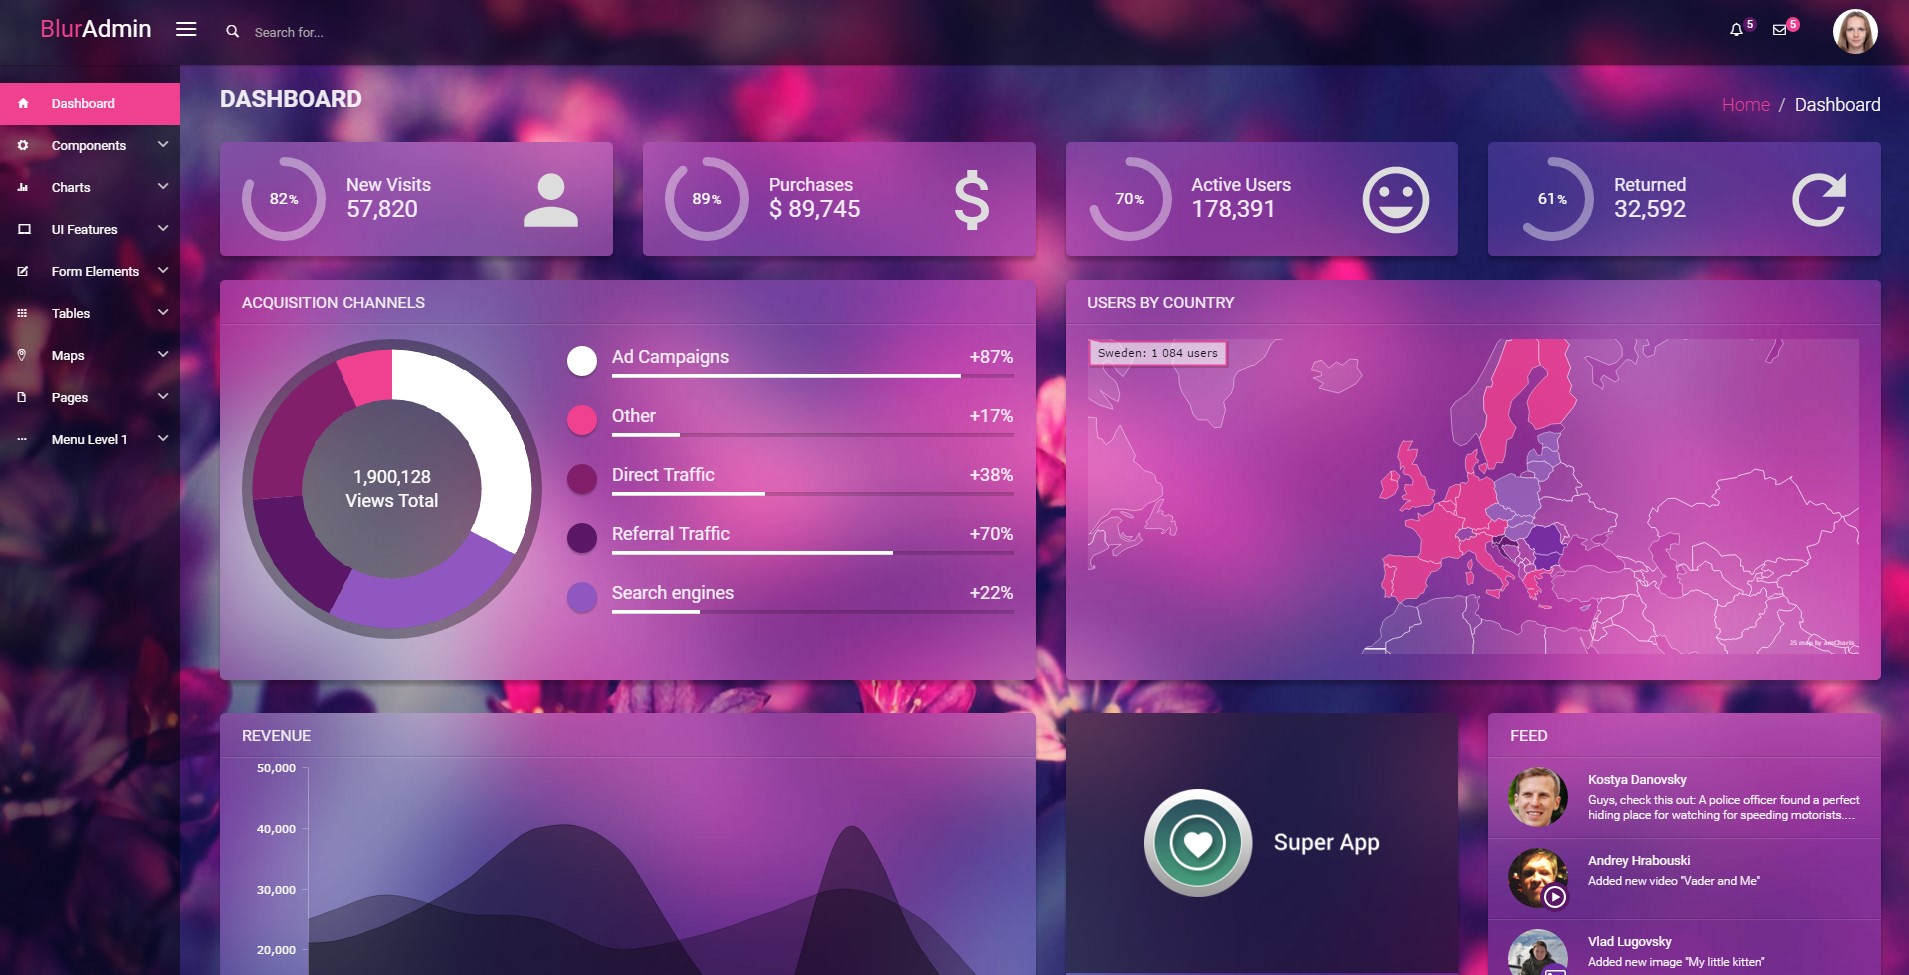 BlurAdmin
Search for...
5
5
Dashboard
Components
Charts
UI Features
Form Elements
Tables
Maps
Pages
Menu Level 1
DASHBOARD
Home / Dashboard
82%
New Visits
57,820
89%
Purchases
$ 89,745
70%
Active Users
178,391
61%
Returned
32,592
ACQUISITION CHANNELS
1,900,128
Views Total
Ad Campaigns +87%
Other +17%
Direct Traffic +38%
Referral Traffic +70%
Search engines +22%
USERS BY COUNTRY
Sweden: 1 084 users
JS map by amCharts
REVENUE
50,000
40,000
30,000
20,000
Super App
FEED
Kostya Danovsky
Guys, check this out: A police officer found a perfect
hiding place for watching for speeding motorists....
Andrey Hrabouski
Added new video "Vader and Me"
Vlad Lugovsky
Added new image "My little kitten"